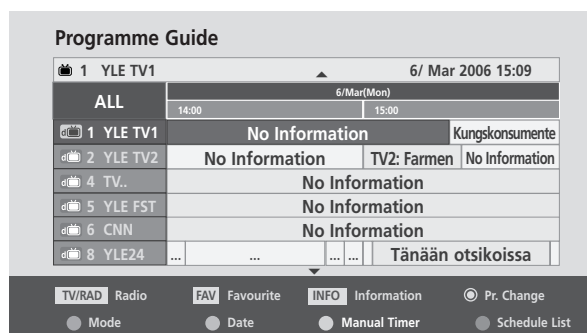 Programme Guide
1 YLE TV1 6/ Mar 2006 15:09
ALL
6/Mar(Mon)
14:00 15:00
d 1 YLE TV1 No Information Kungskonsumente
d 2 YLE TV2 No Information TV2: Farmen No Information
d 4 TV.. No Information
d 5 YLE FST No Information
d 6 CNN No Information
d 8 YLE24 ... ... ... ... Tänään otsikoissa
TV/RAD Radio FAV Favourite INFO Information Pr. Change
Mode Date Manual Timer Schedule List